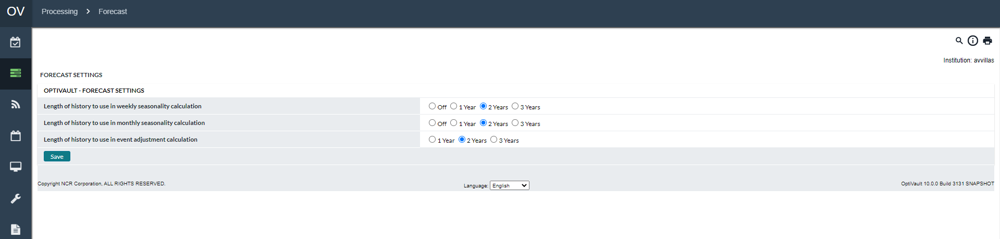 OV Processing Forecast
Institution: avvillas
FORECAST SETTINGS
OPTIVAULT - FORECAST SETTINGS
Length of history to use in weekly seasonality calculation Off 1 Year 2 Years 3 Years
Length of history to use in monthly seasonality calculation Off 1 Year 2 Years 3 Years
Length of history to use in event adjustment calculation 1 Year 2 Years 3 Years
Save
Copyright NCR Corporation, ALL RIGHTS RESERVED. Language: English OptiVault 10.0.0 Build 3131 SNAPSHOT